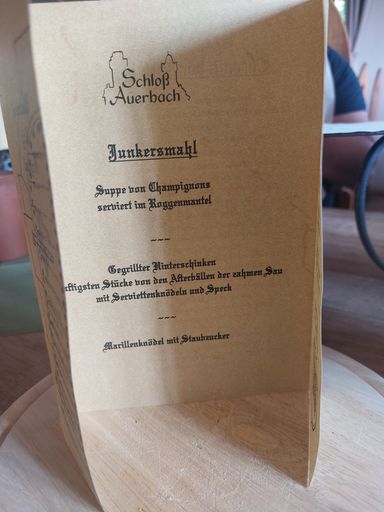 Schloß
Auerbach
Junkersmahl
Suppe von Champignons
serviert im Roggenmantel
~~~
Gegrillter Hinterschinken
Stücke von den Afterbällen der zahmen Sau
mit Serviettenknödeln und Speck
~~~
Marillenknödel mit Staubzucker